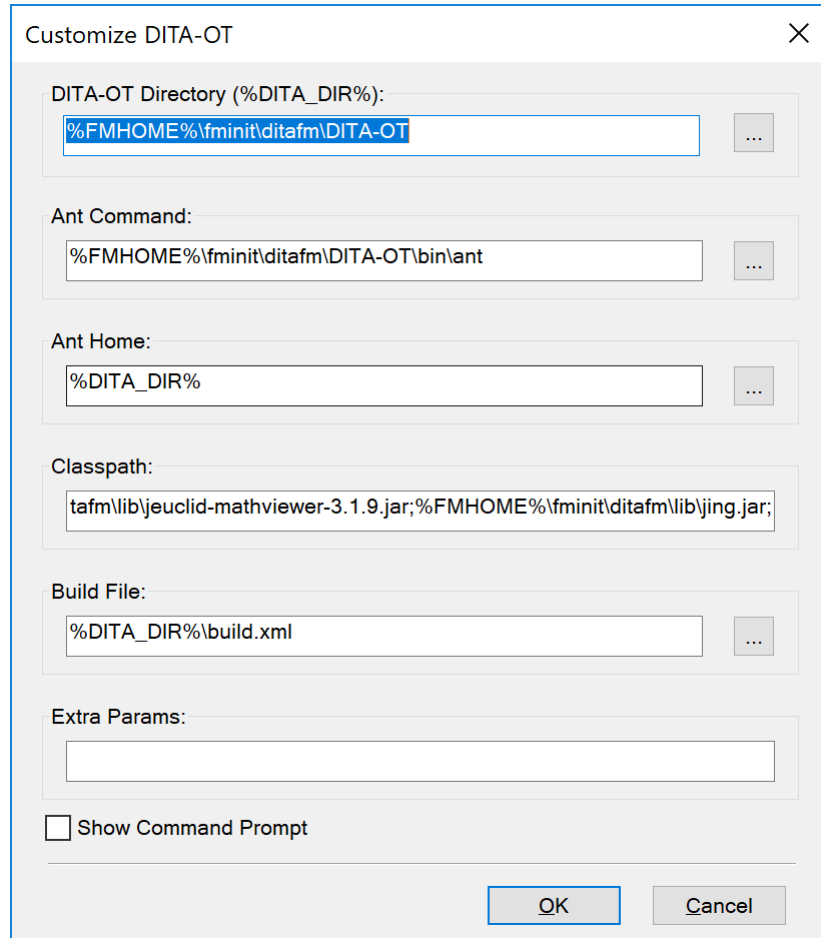 Customize DITA-OT
DITA-OT Directory (%DITA_DIR%):
%FMHOME%\fminit\ditafm\DITA-OT
...
Ant Command:
%FMHOME%\fminit\ditafm\DITA-OT\bin\ant
...
Ant Home:
%DITA_DIR%
...
Classpath:
tafm\lib\jeuclid-mathviewer-3.1.9.jar;%FMHOME%\fminit\ditafm\lib\jing.jar;
Build File:
%DITA_DIR%\build.xml
...
Extra Params:
Show Command Prompt
OK Cancel